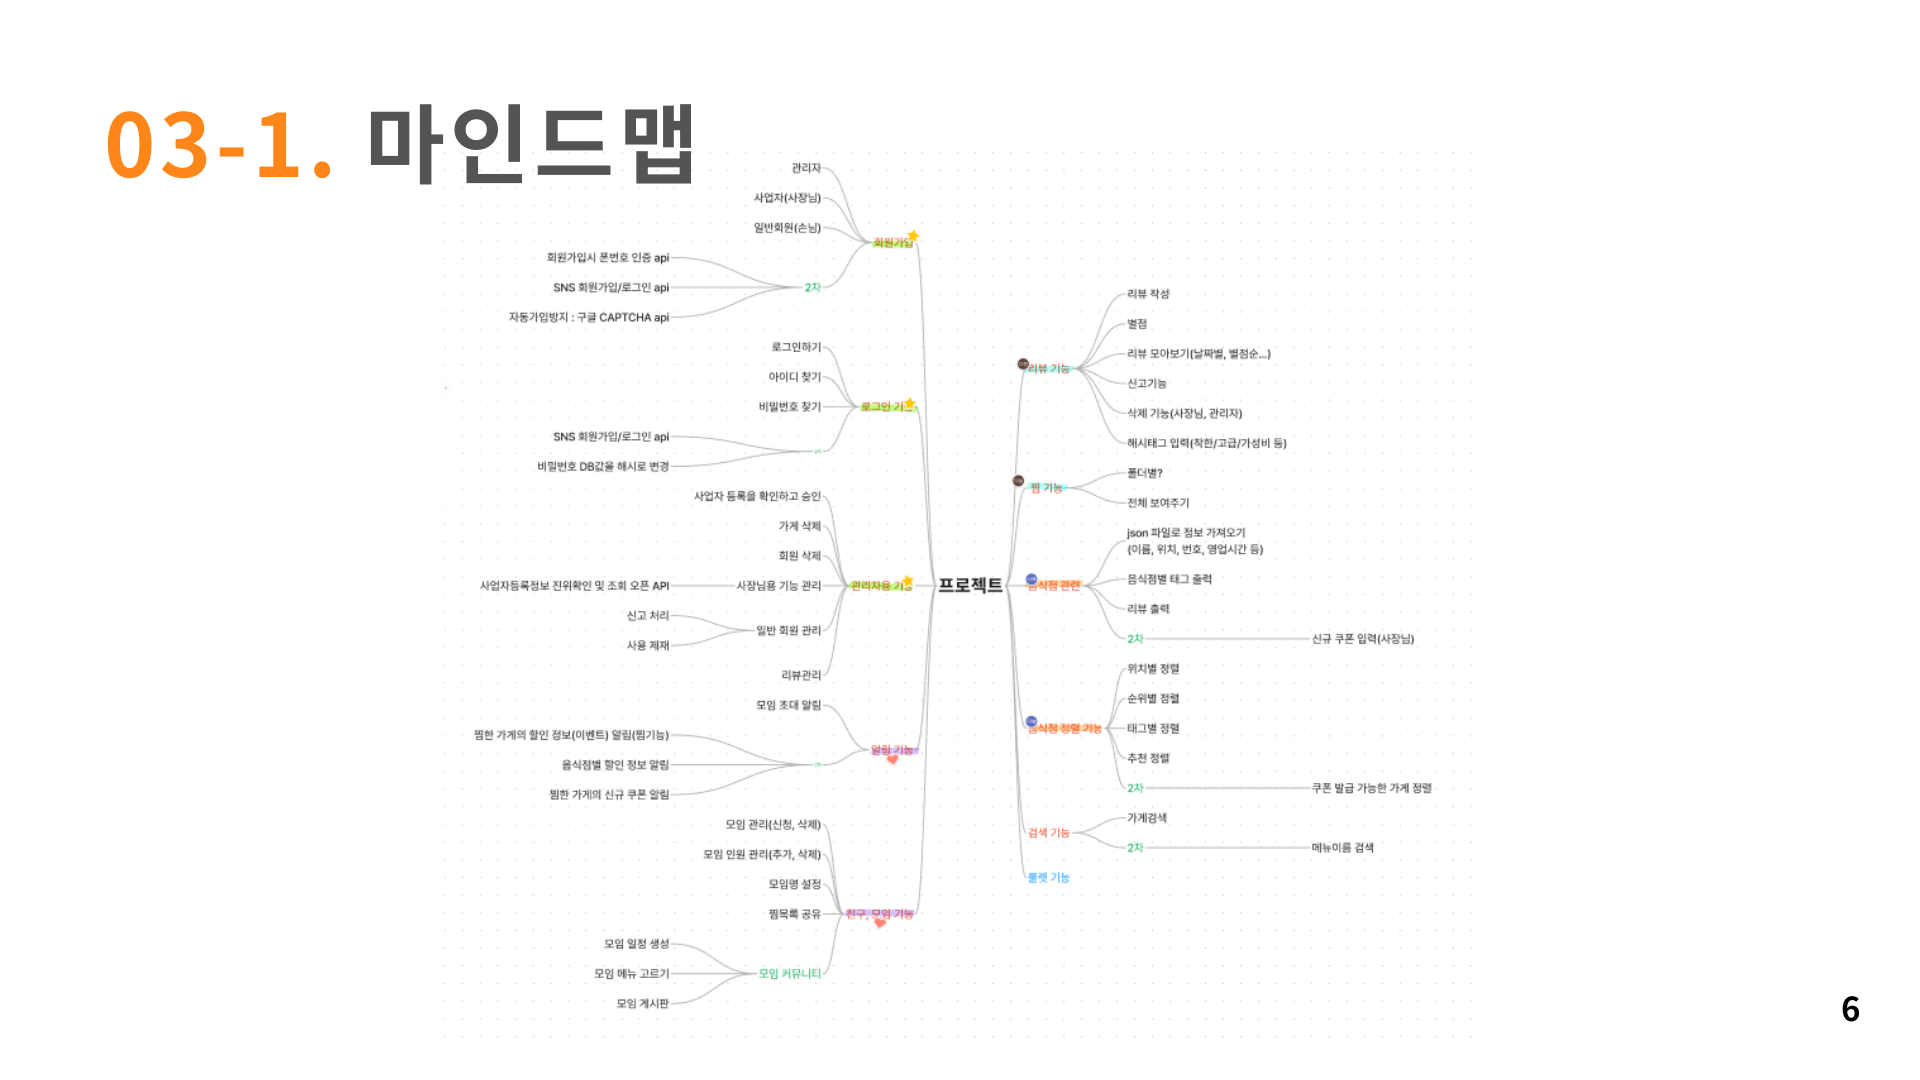 03-1. 마인드맵
관리자
사업자(사장님)
일반회원(손님)
회원가입
회원가입시 폰번호 인증 api
SNS 회원가입/로그인 api
2차
자동가입방지 : 구글 CAPTCHA api
로그인하기
아이디 찾기
비밀번호 찾기
로그인 기능
SNS 회원가입/로그인 api
비밀번호 DB값을 해시로 변경
사업자 등록을 확인하고 승인
가게 삭제
회원 삭제
사업자등록정보 진위확인 및 조회 오픈 API
사장님용 기능 관리
관리자용 기능
신고 처리
일반 회원 관리
사용 제재
리뷰관리
모임 초대 알림
찜한 가게의 할인 정보(이벤트) 알림(찜기능)
알림 기능
음식점별 할인 정보 알림
찜한 가게의 신규 쿠폰 알림
모임 관리(신청, 삭제)
모임 인원 관리(추가, 삭제)
모임명 설정
찜목록 공유
친구, 모임 기능
모임 일정 생성
모임 메뉴 고르기
모임 커뮤니티
모임 게시판
프로젝트
리뷰 작성
별점
리뷰 모아보기(날짜별, 별점순...)
리뷰 기능
신고기능
삭제 기능(사장님, 관리자)
해시태그 입력(착한/고급/가성비 등)
폴더별?
찜 기능
전체 보여주기
json 파일로 정보 가져오기
(이름, 위치, 번호, 영업시간 등)
음식점별 태그 출력
음식점 관련
리뷰 출력
2차
신규 쿠폰 입력(사장님)
위치별 정렬
순위별 정렬
음식점 정렬 기능
태그별 정렬
추천 정렬
2차
쿠폰 발급 가능한 가게 정렬
가게검색
검색 기능
2차
메뉴이름 검색
룰렛 기능
6